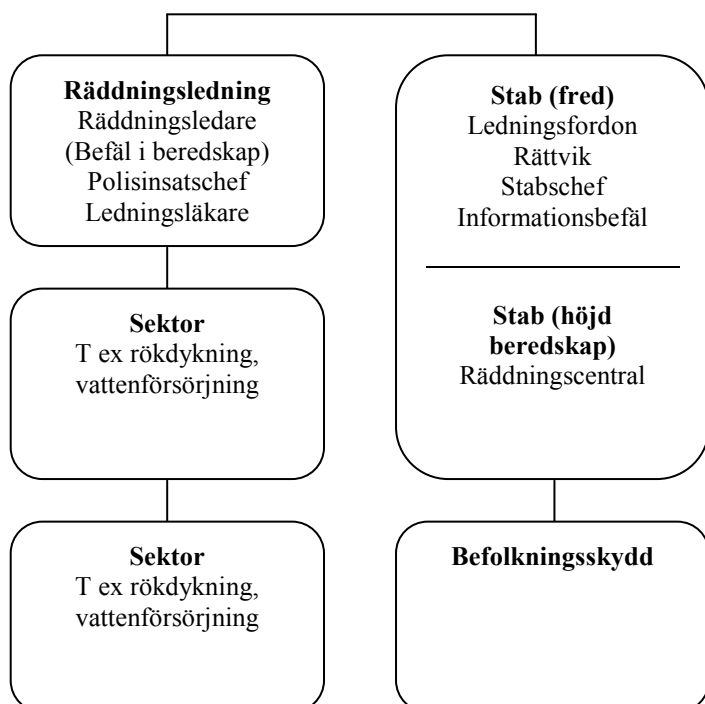 Räddningsledning
Räddningsledare
(Befäl i beredskap)
Polisinsatschef
Ledningsläkare
Sektor
T ex rökdykning,
vattenförsörjning
Sektor
T ex rökdykning,
vattenförsörjning
Stab (fred)
Ledningsfordon
Rättvik
Stabschef
Informationsbefäl
Stab (höjd
beredskap)
Räddningscentral
Befolkningsskydd